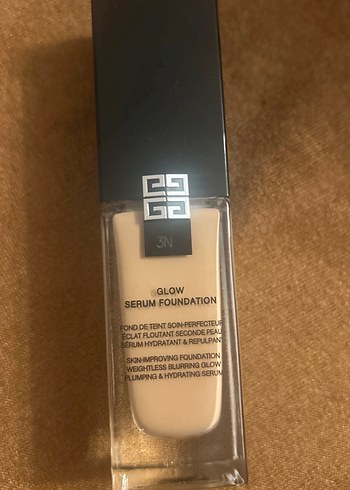 3N
GLOW
SERUM FOUNDATION
FOND DE TEINT SOIN-PERFECTEUR
ÉCLAT FLOUTANT SECONDE PEAU
SÉRUM HYDRATANT & REPULPANT
SKIN-IMPROVING FOUNDATION
WEIGHTLESS BLURRING GLOW
PLUMPING & HYDRATING SERUM